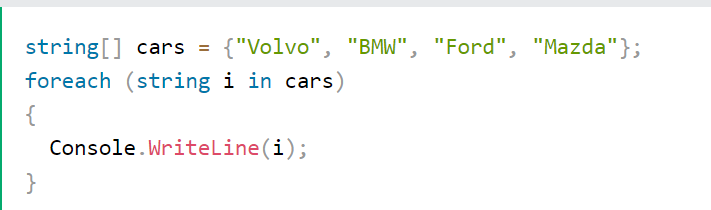 string[] cars = {"Volvo", "BMW", "Ford", "Mazda"};
foreach (string i in cars)
{
  Console.WriteLine(i);
}